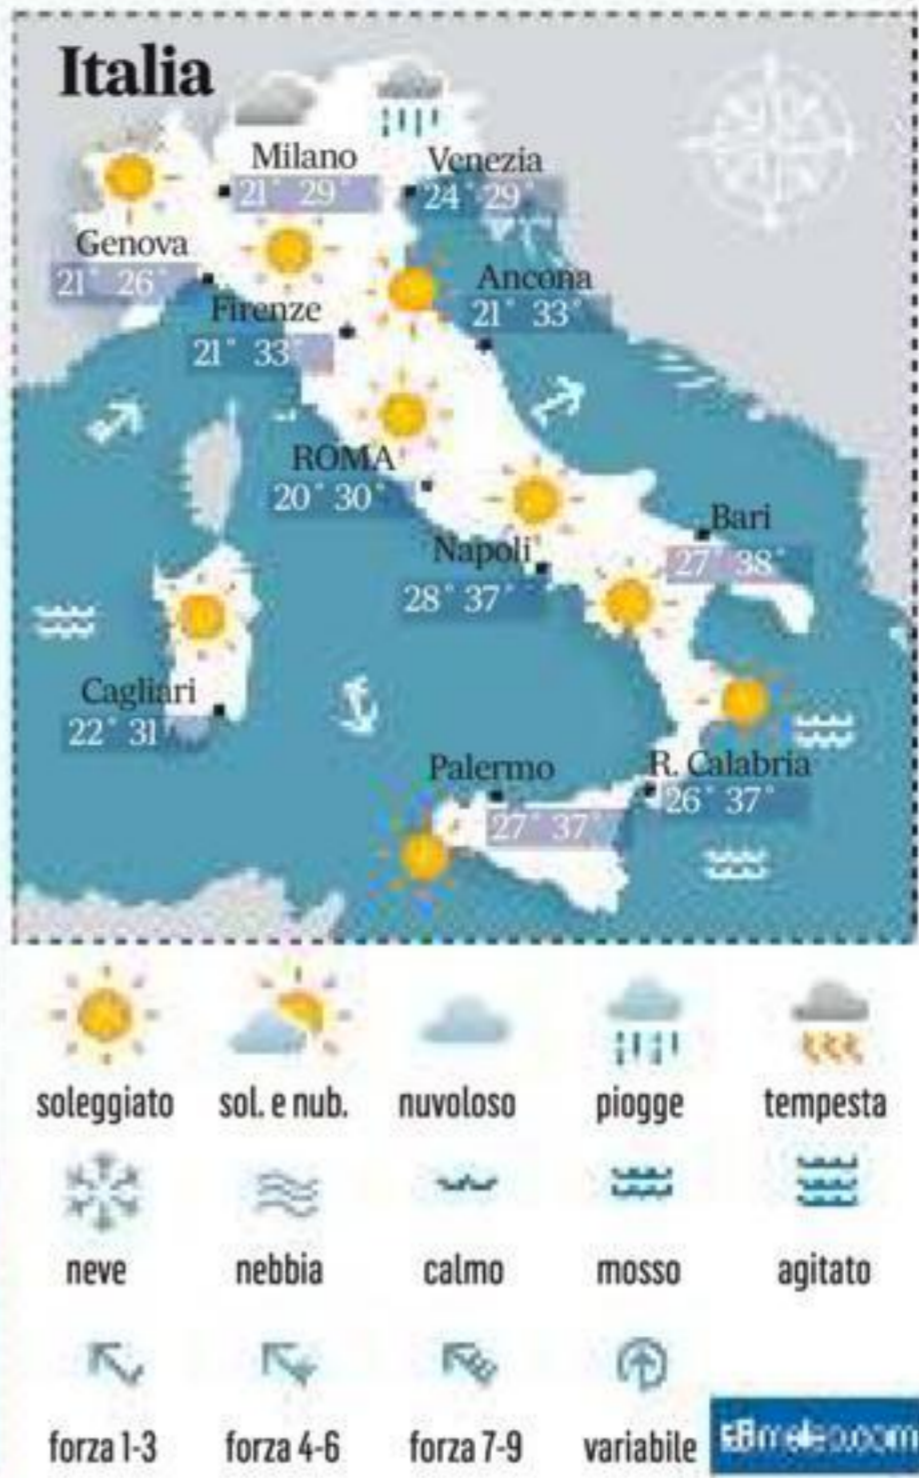 Italia
Milano
21° 29°
Venezia
24° 29°
Genova
21° 26°
Firenze
21° 33°
Ancona
21° 33°
ROMA
20° 30°
Napoli
28° 37°
Bari
27° 38°
Cagliari
22° 31°
Palermo
27° 37°
R. Calabria
26° 37°
soleggiato sol. e nub. nuvoloso piogge tempesta
neve nebbia calmo mosso agitato
forza 1-3 forza 4-6 forza 7-9 variabile